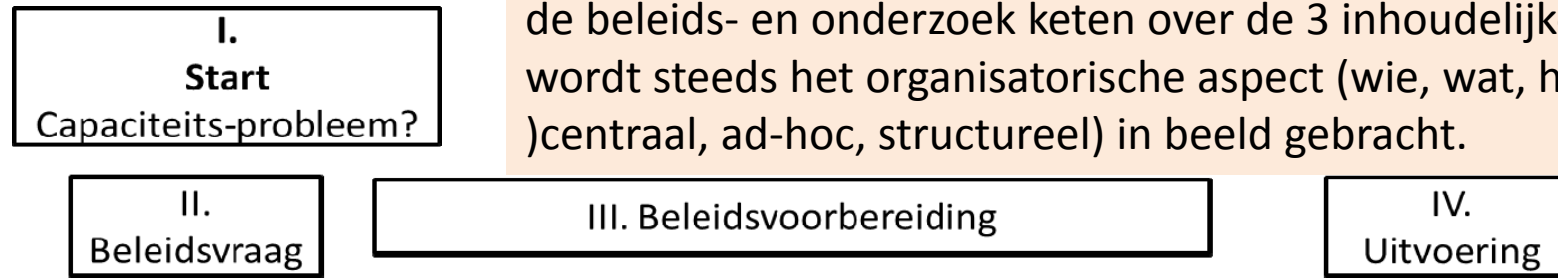 I.
Start
Capaciteits-probleem?
de beleids- en onderzoek keten over de 3 inhoudelijk
wordt steeds het organisatorische aspect (wie, wat, h
)centraal, ad-hoc, structureel) in beeld gebracht.
II.
Beleidsvraag
III. Beleidsvoorbereiding
IV.
Uitvoering